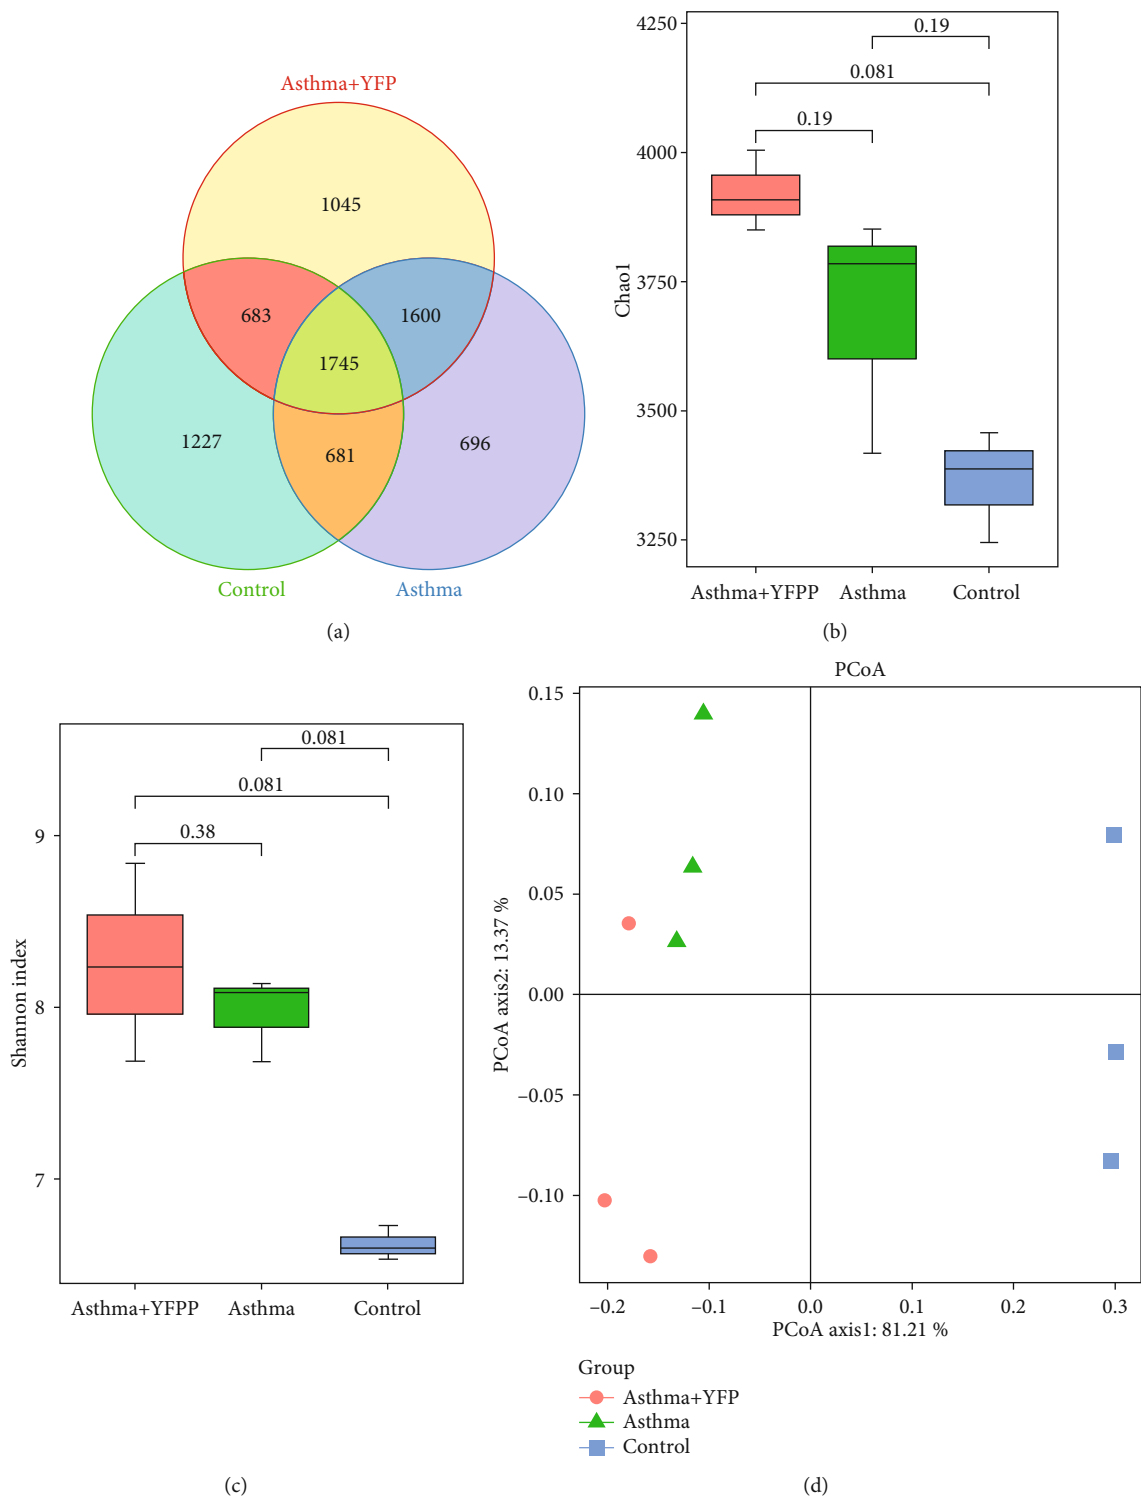 Asthma+YFP
1045
683
1600
1745
1227
681
696
Control
Asthma
(a)
4250
4000
3750
3500
3250
Chao1
0.19
0.081
0.19
Asthma+YFPP
Asthma
Control
(b)
9
8
7
Shannon index
0.081
0.081
0.38
Asthma+YFPP
Asthma
Control
(c)
PCoA
0.15
0.10
0.05
0.00
−0.05
−0.10
PCoA axis2: 13.37 %
−0.2
−0.1
0.0
0.1
0.2
0.3
PCoA axis1: 81.21 %
Group
Asthma+YFP
Asthma
Control
(d)